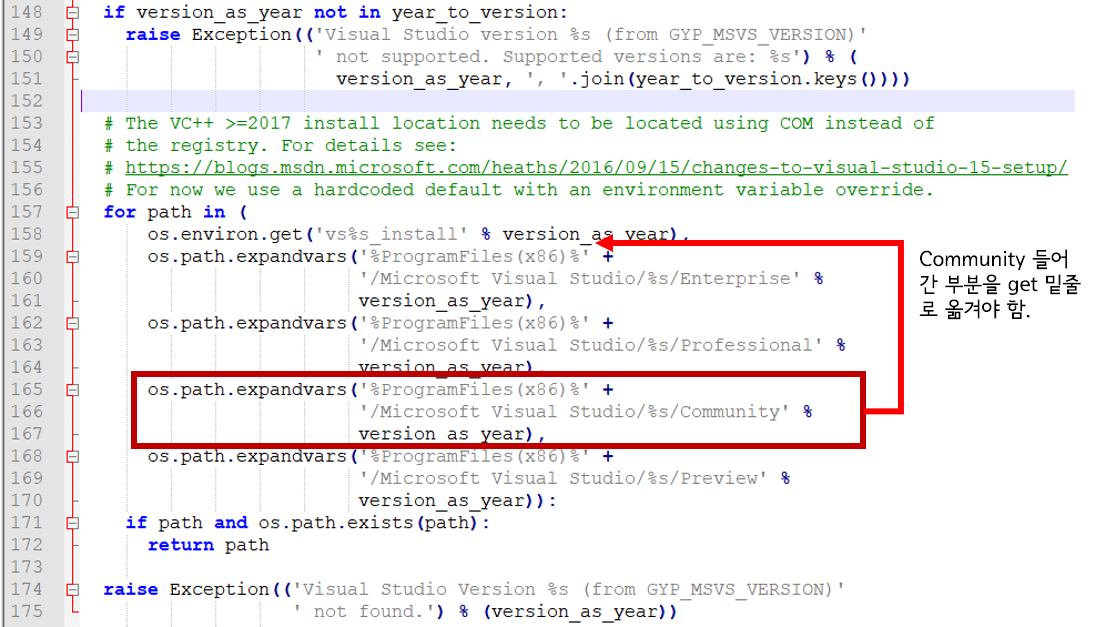 148 if version_as_year not in year_to_version:
149 raise Exception(('Visual Studio version %s (from GYP_MSVS_VERSION)'
150 ' not supported. Supported versions are: %s') % (
151 version_as_year, ', '.join(year_to_version.keys())))
152
153 # The VC++ >=2017 install location needs to be located using COM instead of
154 # the registry. For details see:
155 # https://blogs.msdn.microsoft.com/heaths/2016/09/15/changes-to-visual-studio-15-setup/
156 # For now we use a hardcoded default with an environment variable override.
157 for path in (
158 os.environ.get('vs%s_install' % version_as_year),
159 os.path.expandvars('%ProgramFiles(x86)%' +
160 '/Microsoft Visual Studio/%s/Enterprise' %
161 version_as_year),
162 os.path.expandvars('%ProgramFiles(x86)%' +
163 '/Microsoft Visual Studio/%s/Professional' %
164 version_as_year),
165 os.path.expandvars('%ProgramFiles(x86)%' +
166 '/Microsoft Visual Studio/%s/Community' %
167 version_as_year),
168 os.path.expandvars('%ProgramFiles(x86)%' +
169 '/Microsoft Visual Studio/%s/Preview' %
170 version_as_year)):
171 if path and os.path.exists(path):
172 return path
173
174 raise Exception(('Visual Studio Version %s (from GYP_MSVS_VERSION)'
175 ' not found.') % (version_as_year))
Community 들어
간 부분을 get 밑줄
로 옮겨야 함.